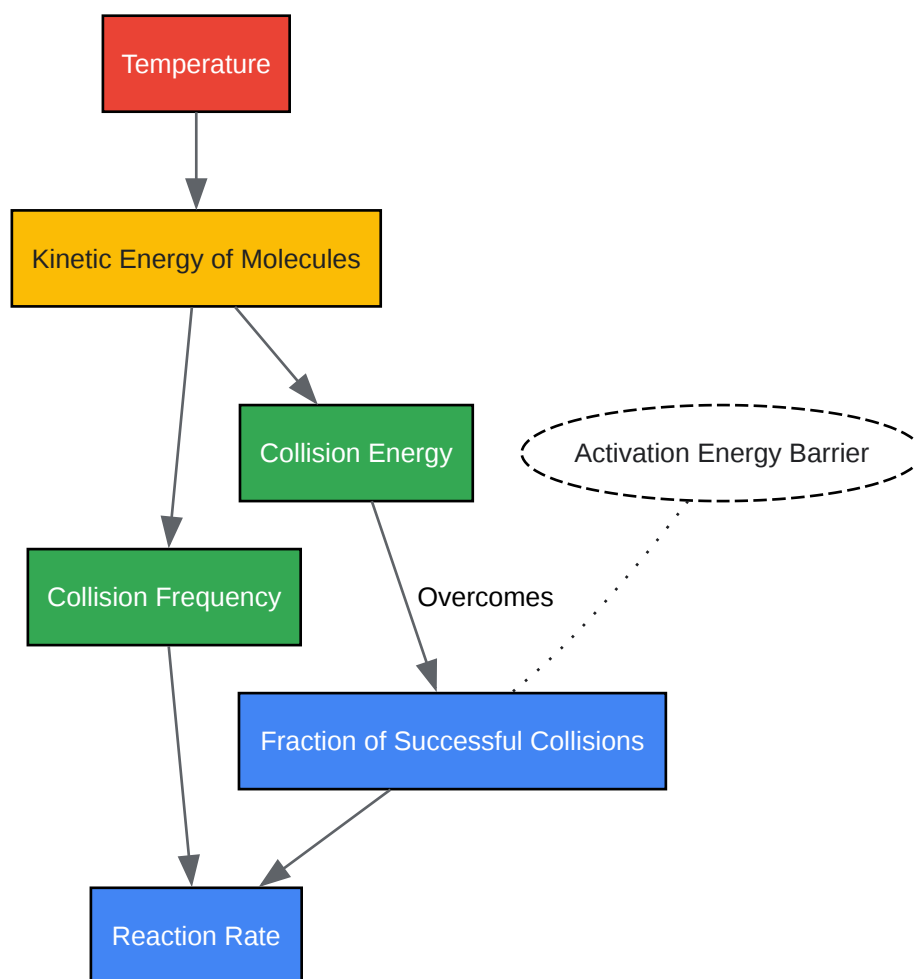 Temperature
Kinetic Energy of Molecules
Collision Energy
Activation Energy Barrier
Collision Frequency
Overcomes
Fraction of Successful Collisions
Reaction Rate